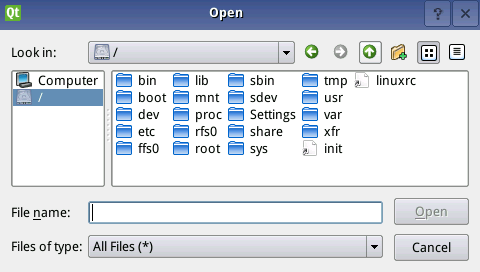 Qt Open ?
Look in: /
Computer
/
bin lib sbin tmp linuxrc
boot mnt sdev usr
dev proc Settings var
etc rfs0 share xfr
ffs0 root sys init
File name: Open
Files of type: All Files (*) Cancel